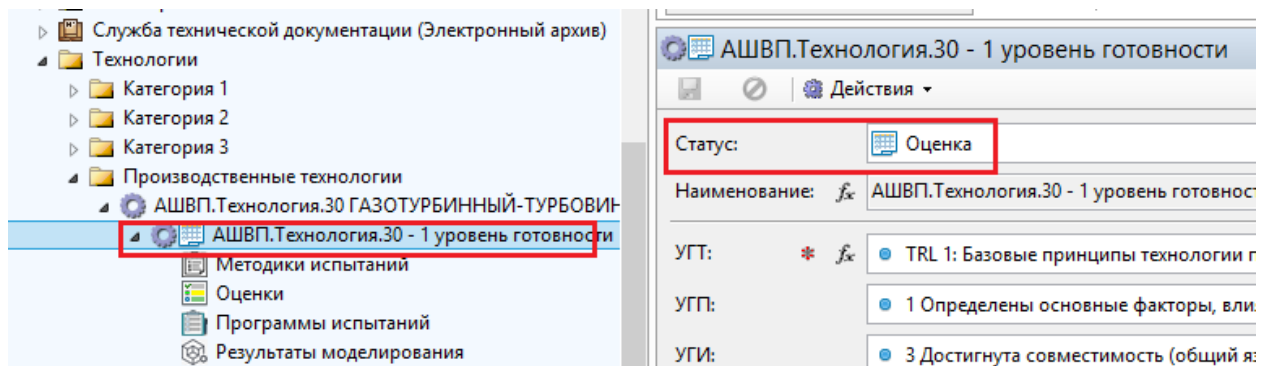 Служба технической документации (Электронный архив)
Технологии
Категория 1
Категория 2
Категория 3
Производственные технологии
АШВП.Технология.30 ГАЗОТУРБИННЫЙ-ТУРБОВИН
АШВП.Технология.30 - 1 уровень готовности
Методики испытаний
Оценки
Программы испытаний
Результаты моделирования
АШВП.Технология.30 - 1 уровень готовности
Действия
Статус: Оценка
Наименование: fx АШВП.Технология.30 - 1 уровень готовност
УГТ: * fx TRL 1: Базовые принципы технологии
УГП: 1 Определены основные факторы,
УГИ: 3 Достигнута совместимость (общий